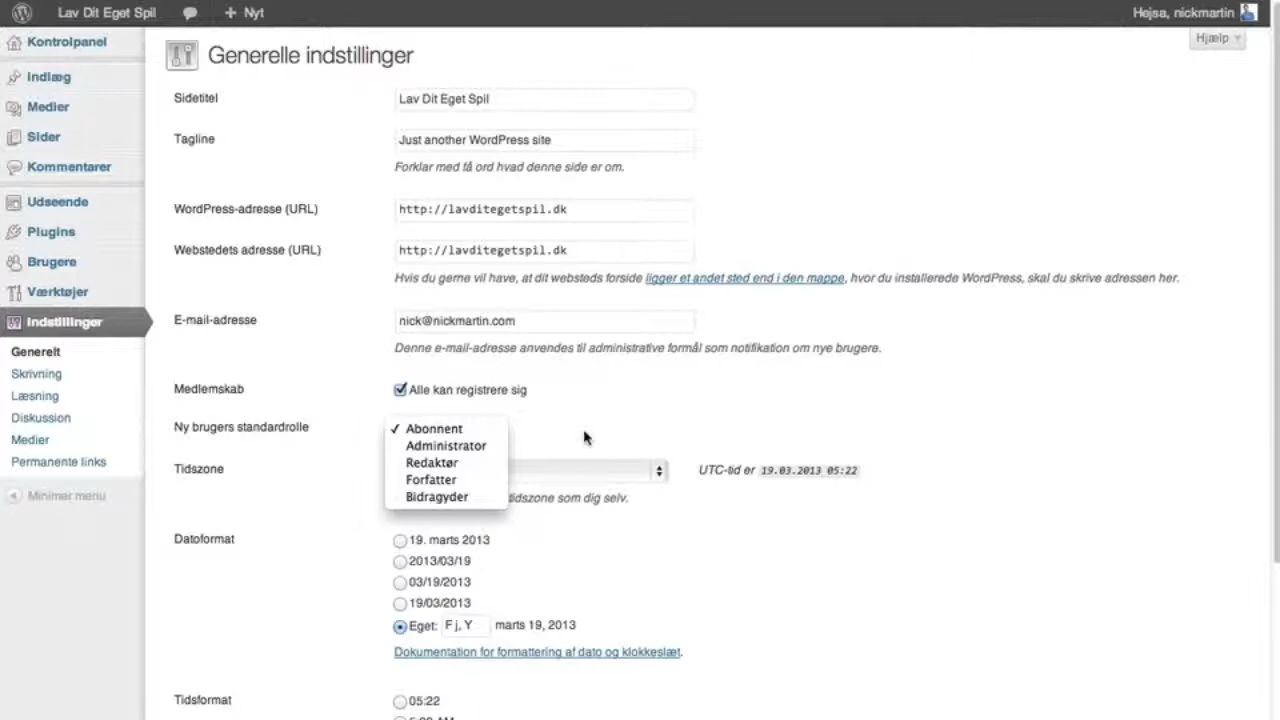 Lav Dit Eget Spil
+ Nyt
Hejsa, nickmartin
Hjælp
Kontrolpanel
Indlæg
Medier
Sider
Kommentarer
Udseende
Plugins
Brugere
Værktøjer
Indstillinger
Generelt
Skrivning
Læsning
Diskussion
Medier
Permanente links
Minimer menu
Generelle indstillinger
Sidetitel
Lav Dit Eget Spil
Tagline
Just another WordPress site
Forklar med få ord hvad denne side er om.
WordPress-adresse (URL)
http://lavditegetspil.dk
Webstedets adresse (URL)
http://lavditegetspil.dk
Hvis du gerne vil have, at dit websteds forside ligger et andet sted end i den mappe, hvor du installerede WordPress, skal du skrive adressen her.
E-mail-adresse
nick@nickmartin.com
Denne e-mail-adresse anvendes til administrative formål som notifikation om nye brugere.
Medlemskab
Alle kan registrere sig
Ny brugers standardrolle
✓ Abonnent
Administrator
Redaktør
Forfatter
Bidragyder
Tidszone
UTC-tid er 19.03.2013 05:22
tidszone som dig selv.
Datoformat
19. marts 2013
2013/03/19
03/19/2013
19/03/2013
Eget: F j, Y marts 19, 2013
Dokumentation for formattering af dato og klokkeslæt.
Tidsformat
05:22